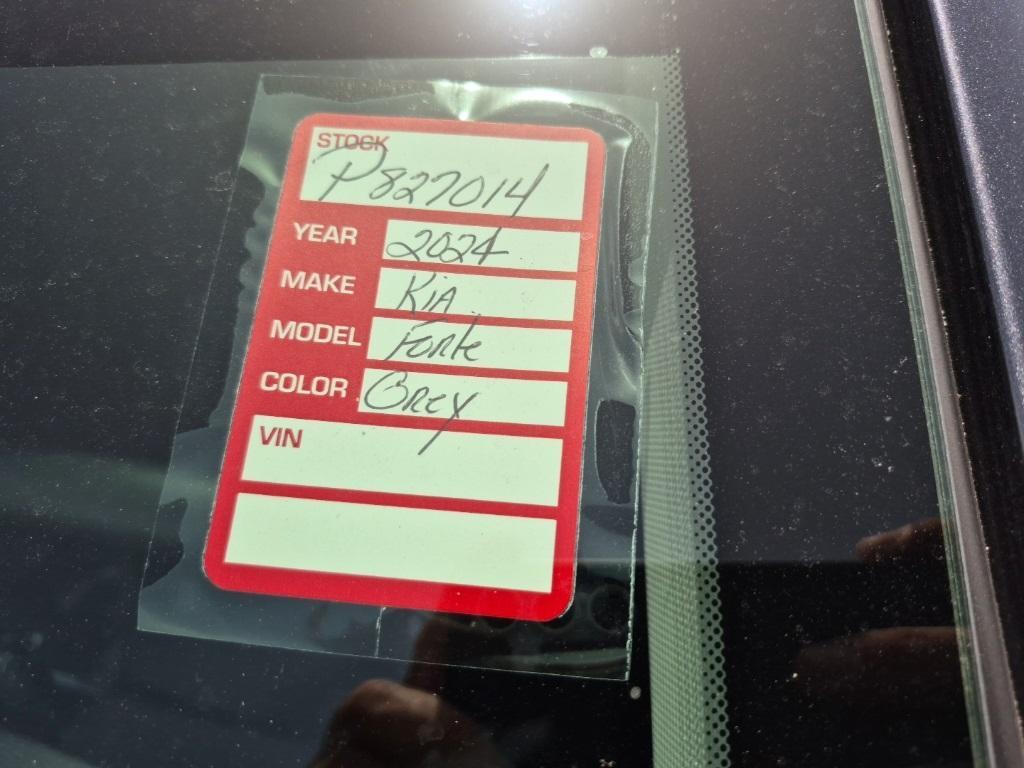 STOCK
P827014
YEAR 2024
MAKE KIA
MODEL Forte
COLOR Grey
VIN